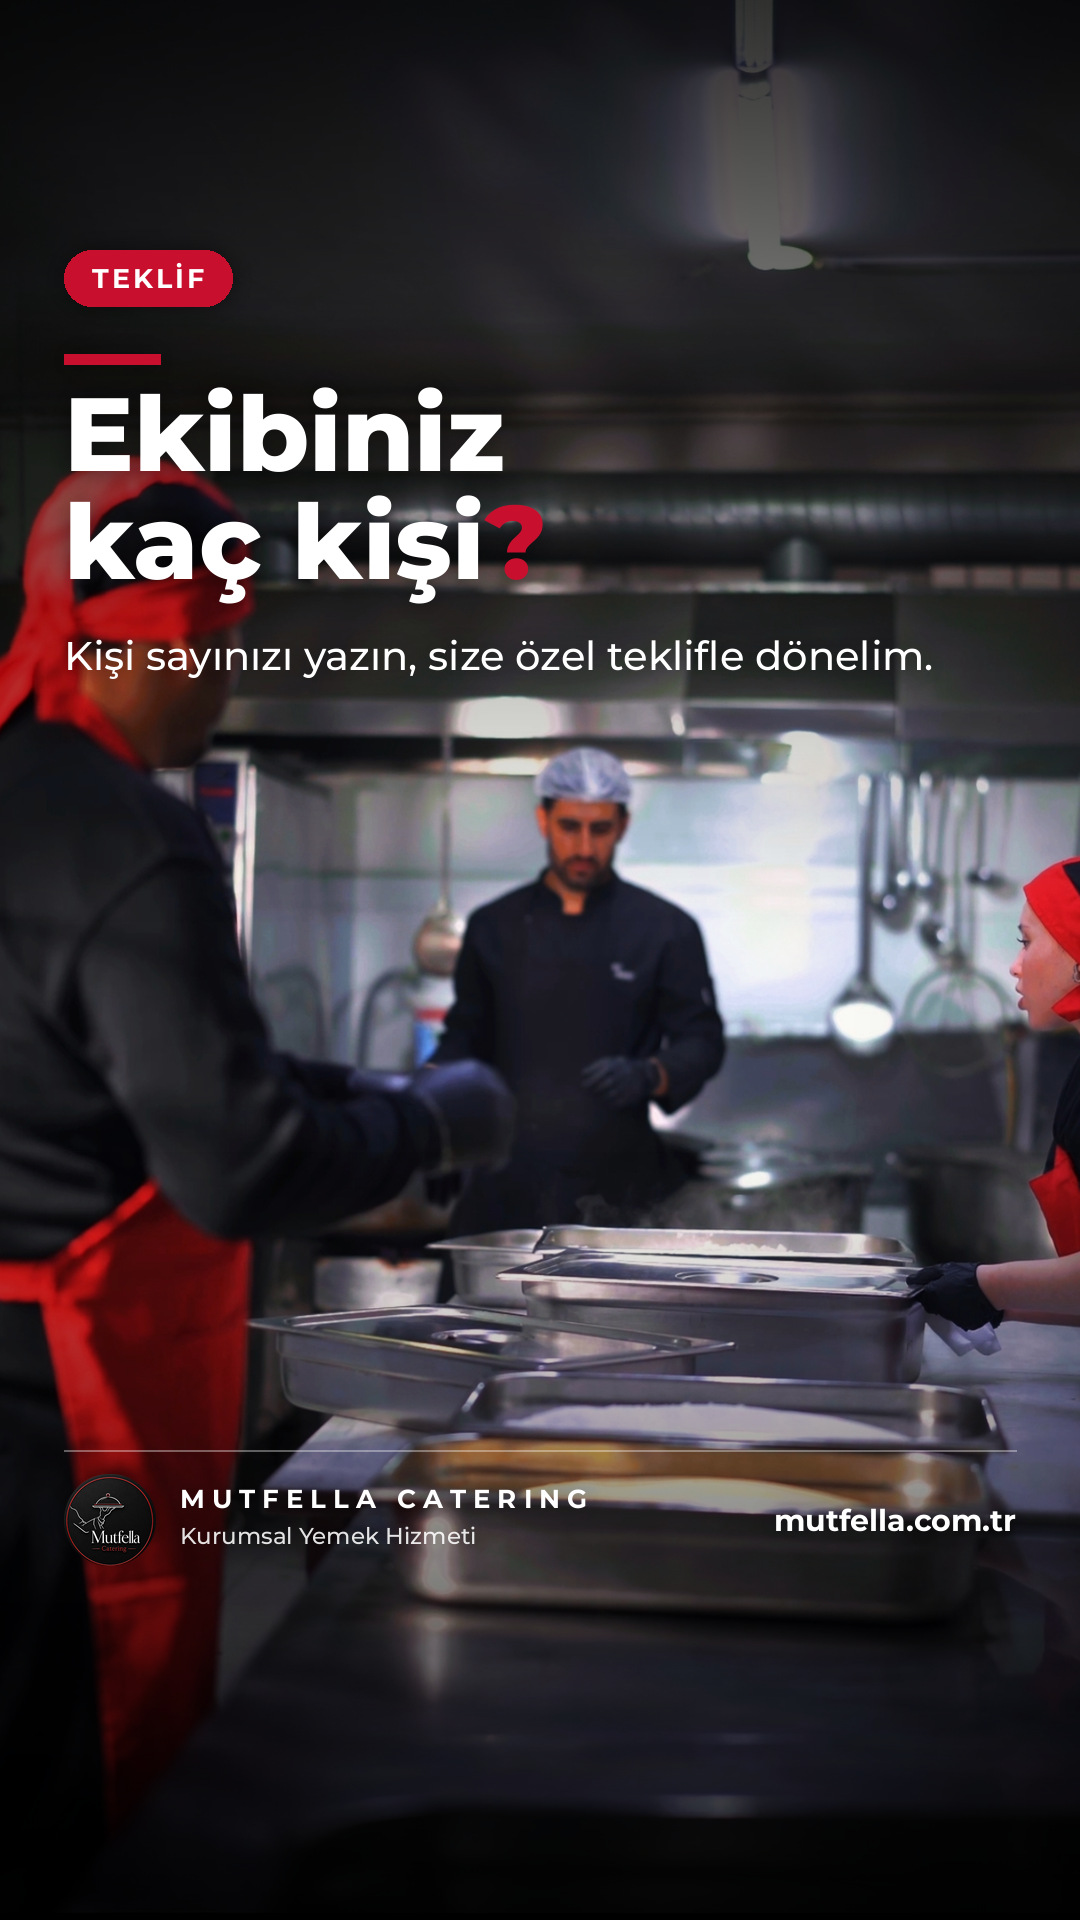 TEKLİF
Ekibiniz
kaç kişi?
Kişi sayınızı yazın, size özel teklifle dönelim.
MUTFELLA CATERING
Kurumsal Yemek Hizmeti
mutfella.com.tr
Mutfella
Catering